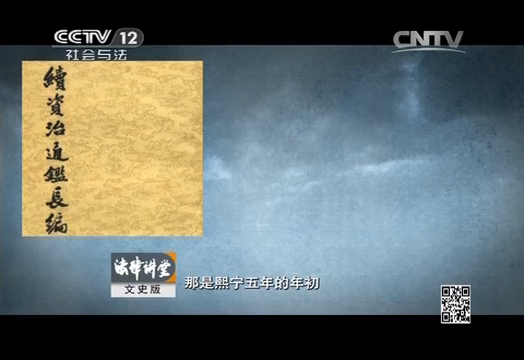 CCTV 12
社会与法
CNTV
續資治通鑑長編
法律讲堂
文史版
那是熙宁五年的年初